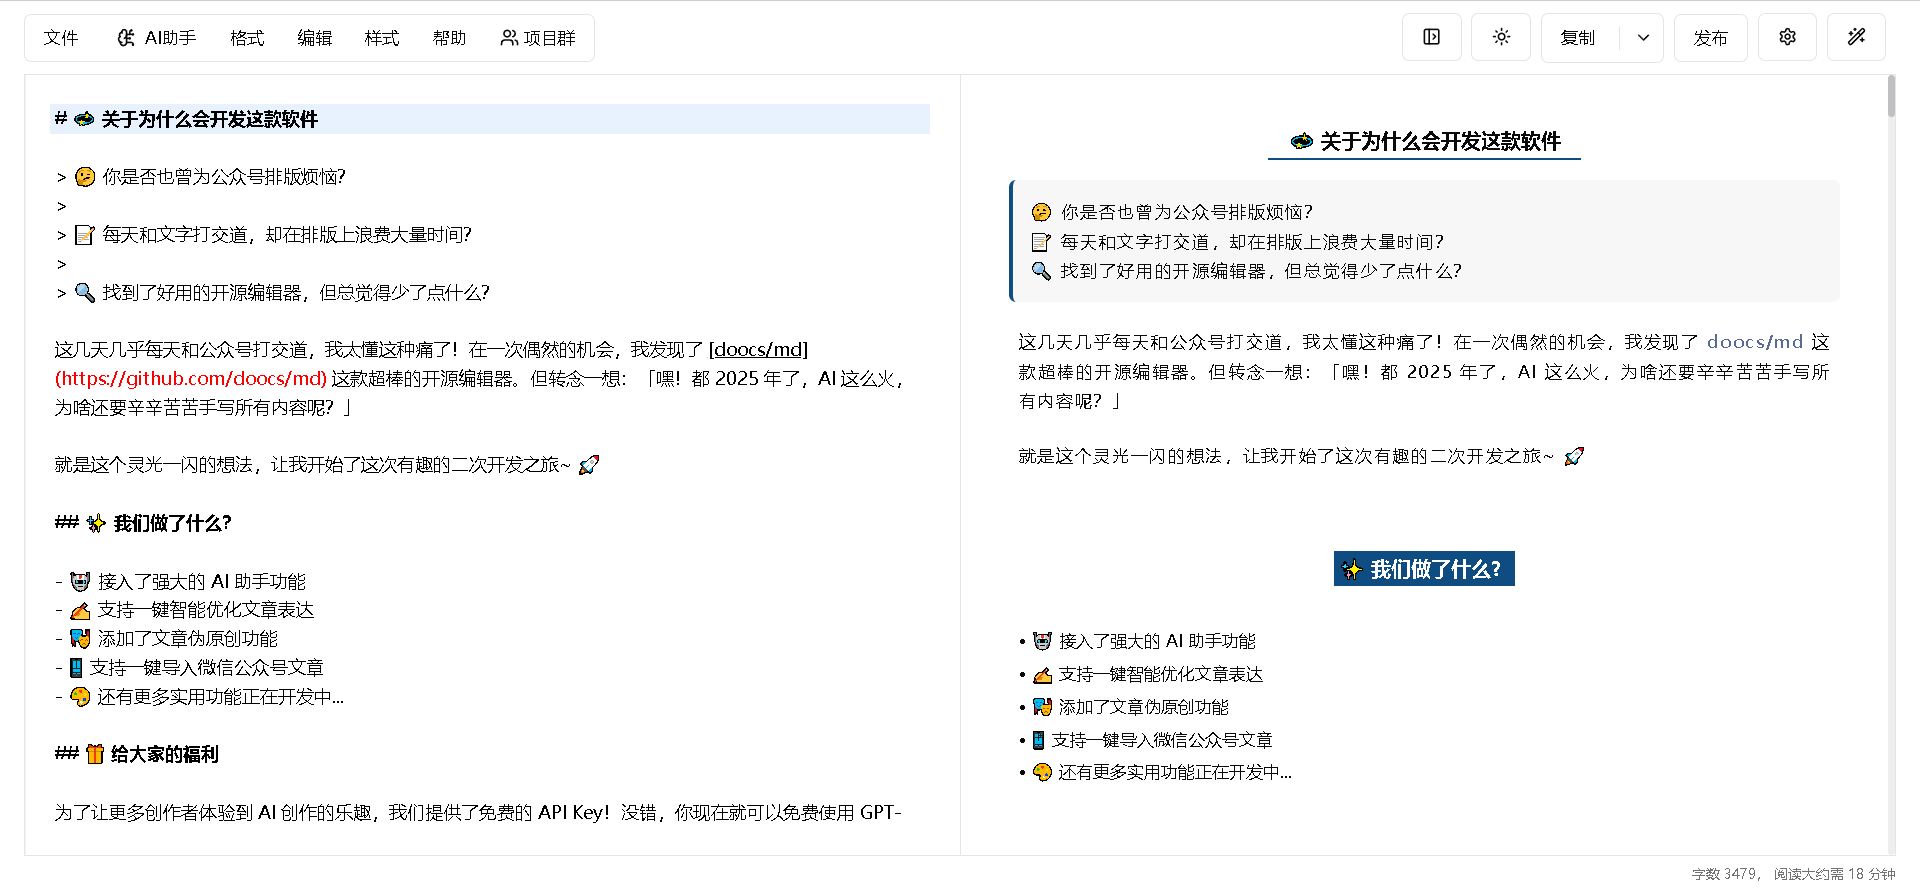 文件 AI助手 格式 编辑 样式 帮助 项目群 复制 发布
# 关于为什么会开发这款软件
> 🤔 你是否也曾为公众号排版烦恼?
>
> 📝 每天和文字打交道，却在排版上浪费大量时间?
>
> 🔍 找到了好用的开源编辑器，但总觉得少了点什么?
这几天几乎每天和公众号打交道，我太懂这种痛了！在一次偶然的机会，我发现了 [doocs/md]
(https://github.com/doocs/md) 这款超棒的开源编辑器。但转念一想：「嘿！都 2025 年了，AI 这么火，
为啥还要辛辛苦苦手写所有内容呢？」
就是这个灵光一闪的想法，让我开始了这次有趣的二次开发之旅~ 🚀
## ✨ 我们做了什么?
- 🤖 接入了强大的 AI 助手功能
- ✍️ 支持一键智能优化文章表达
- 🎭 添加了文章伪原创功能
- 📱 支持一键导入微信公众号文章
- 🎨 还有更多实用功能正在开发中...
## 🎁 给大家的福利
为了让更多创作者体验到 AI 创作的乐趣，我们提供了免费的 API Key！没错，你现在就可以免费使用 GPT-
关于为什么会开发这款软件
🤔 你是否也曾为公众号排版烦恼?
📝 每天和文字打交道，却在排版上浪费大量时间?
🔍 找到了好用的开源编辑器，但总觉得少了点什么?
这几天几乎每天和公众号打交道，我太懂这种痛了！在一次偶然的机会，我发现了 doocs/md 这
款超棒的开源编辑器。但转念一想：「嘿！都 2025 年了，AI 这么火，为啥还要辛辛苦苦手写所
有内容呢？」
就是这个灵光一闪的想法，让我开始了这次有趣的二次开发之旅~ 🚀
✨ 我们做了什么?
• 🤖 接入了强大的 AI 助手功能
• ✍️ 支持一键智能优化文章表达
• 🎭 添加了文章伪原创功能
• 📱 支持一键导入微信公众号文章
• 🎨 还有更多实用功能正在开发中...
字数 3479， 阅读大约需 18 分钟